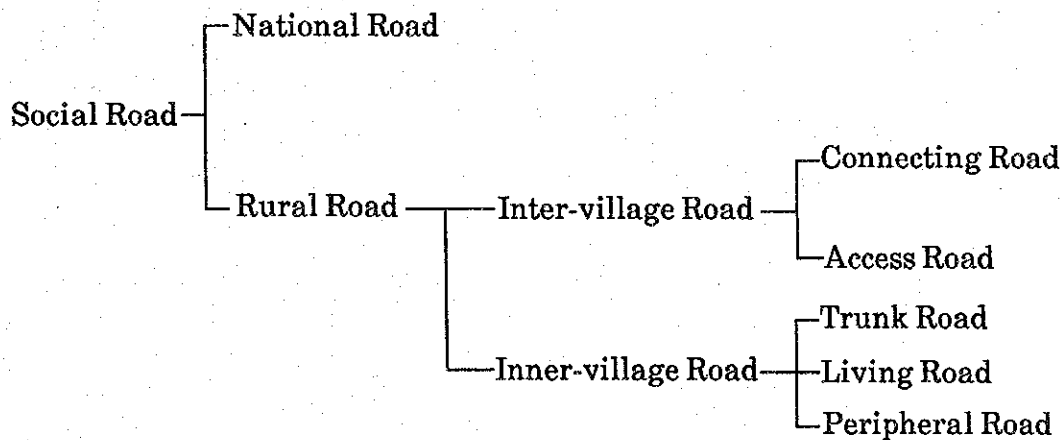 National Road
Social Road
Connecting Road
Rural Road
Inter-village Road
Access Road
Trunk Road
Inner-village Road
Living Road
Peripheral Road